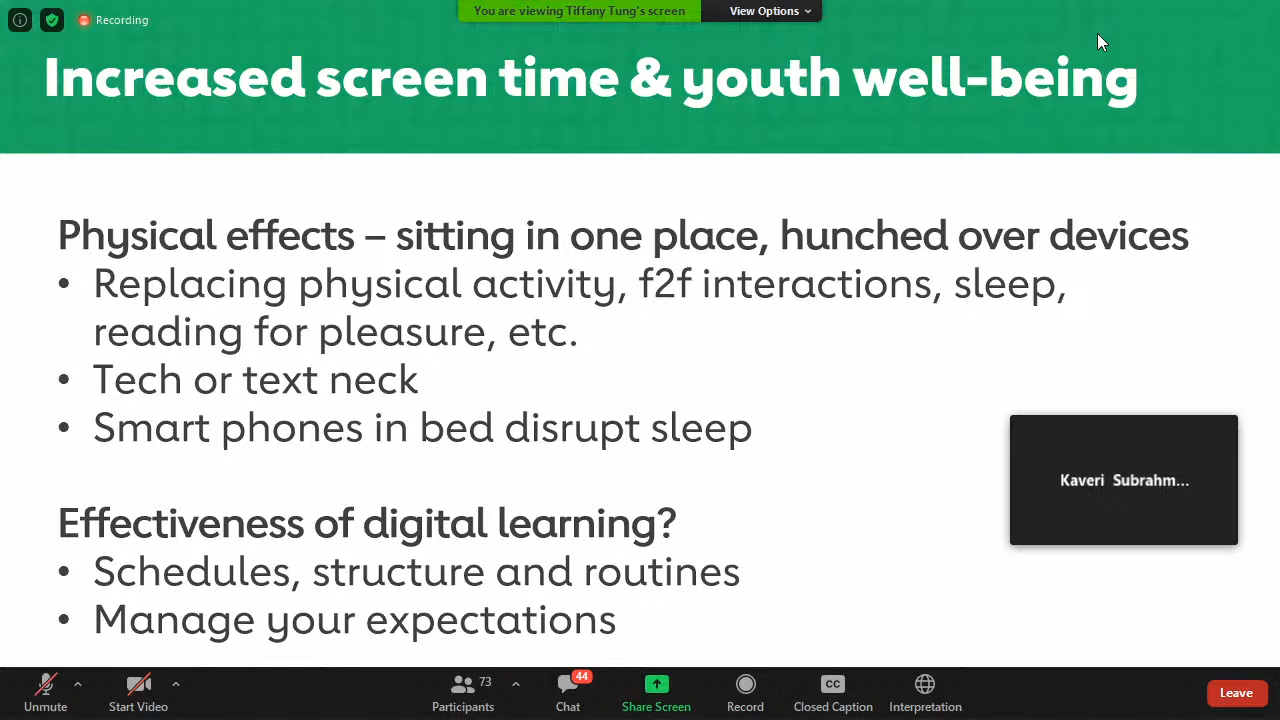 Recording
You are viewing Tiffany Tung's screen
View Options
Increased screen time & youth well-being
Physical effects – sitting in one place, hunched over devices
• Replacing physical activity, f2f interactions, sleep,
reading for pleasure, etc.
• Tech or text neck
• Smart phones in bed disrupt sleep
Kaveri Subrahm...
Effectiveness of digital learning?
• Schedules, structure and routines
• Manage your expectations
Unmute
Start Video
73
Participants
44
Chat
Share Screen
Record
CC
Closed Caption
Interpretation
Leave